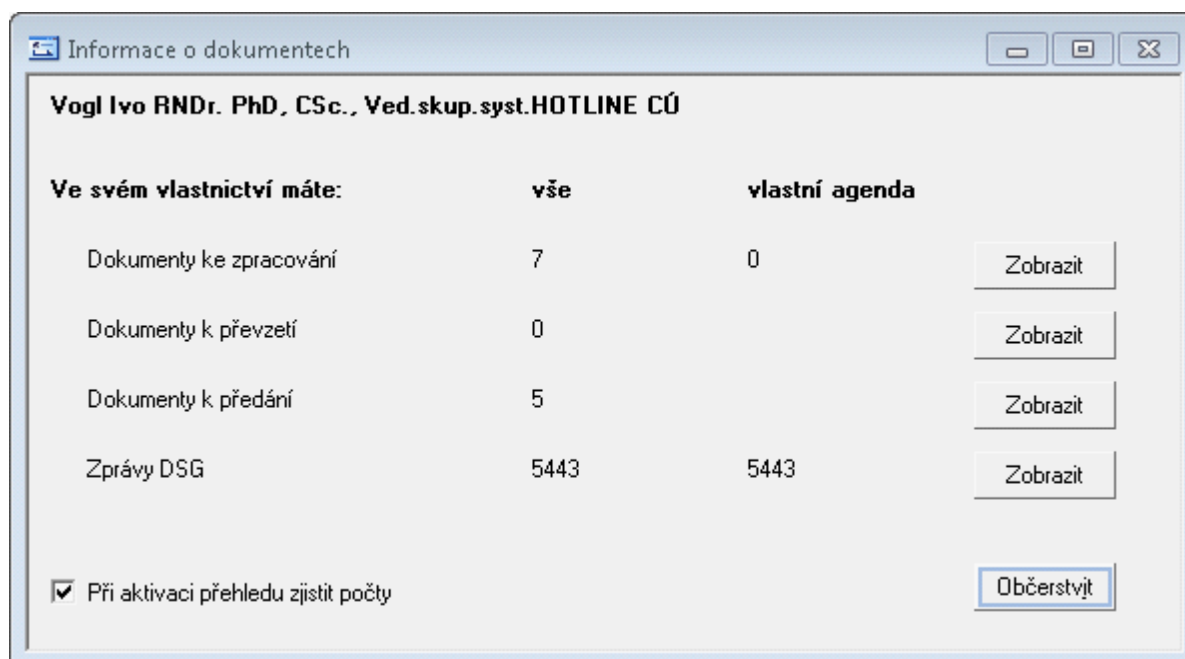 Informace o dokumentech
Vogl Ivo RNDr. PhD, CSc., Ved.skup.syst.HOTLINE CÚ
Ve svém vlastnictví máte: vše vlastní agenda
Dokumenty ke zpracování 7 0 Zobrazit
Dokumenty k převzetí 0 Zobrazit
Dokumenty k předání 5 Zobrazit
Zprávy DSG 5443 5443 Zobrazit
Při aktivaci přehledu zjistit počty Občerstvit